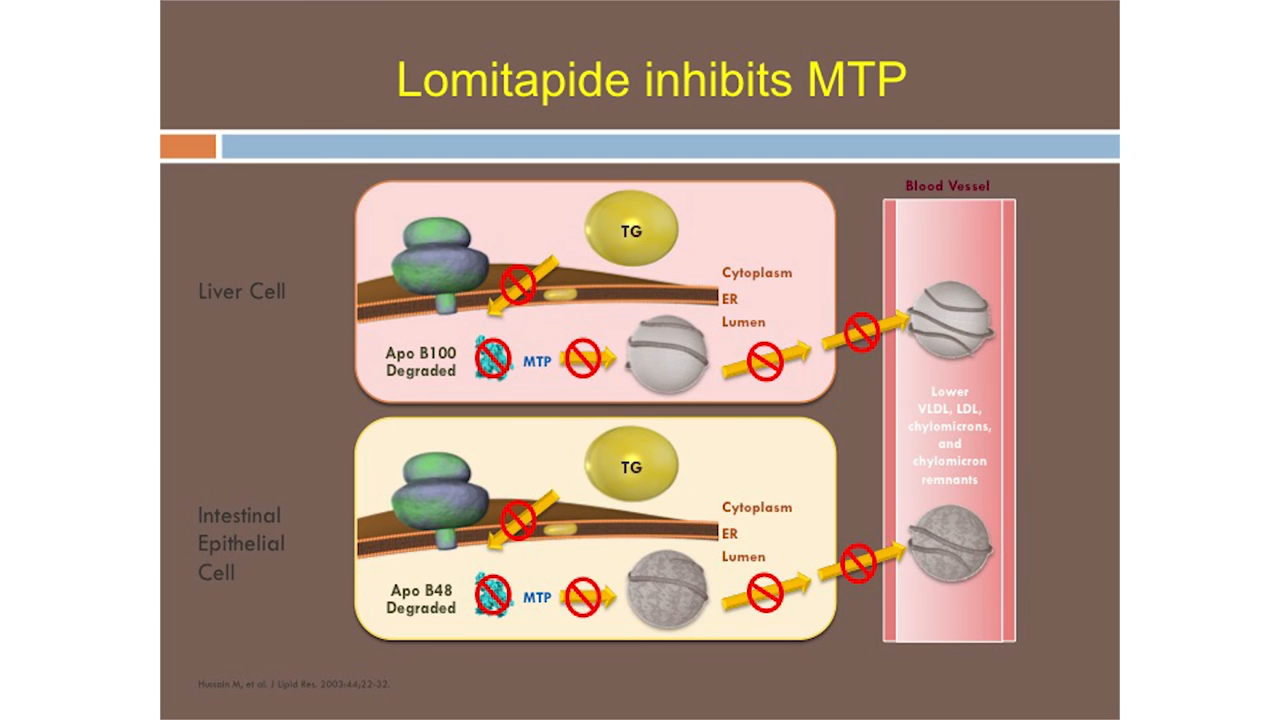 Lomitapide inhibits MTP
Blood Vessel
Liver Cell
TG
Cytoplasm
ER
Lumen
Apo B100
Degraded
MTP
Lower
VLDL, LDL,
chylomicrons,
and
chylomicron
remnants
Intestinal
Epithelial
Cell
TG
Cytoplasm
ER
Lumen
Apo B48
Degraded
MTP
Hussain M, et al. J Lipid Res. 2003;44;22-32.